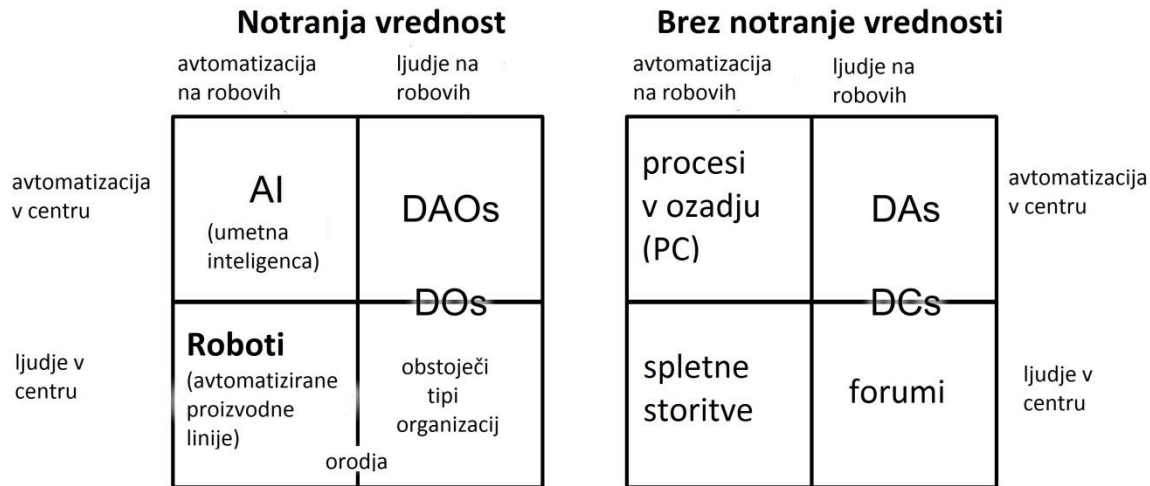 Notranja vrednost
avtomatizacija
na robovih
ljudje na
robovih
avtomatizacija
v centru
AI
(umetna
inteligenca)
DAOs
DOs
ljudje v
centru
Roboti
(avtomatizirane
proizvodne
linije)
obstoječi
tipi
organizacij
orodja
Brez notranje vrednosti
avtomatizacija
na robovih
ljudje na
robovih
procesi
v ozadju
(PC)
DAs
avtomatizacija
v centru
DCs
spletne
storitve
forumi
ljudje v
centru